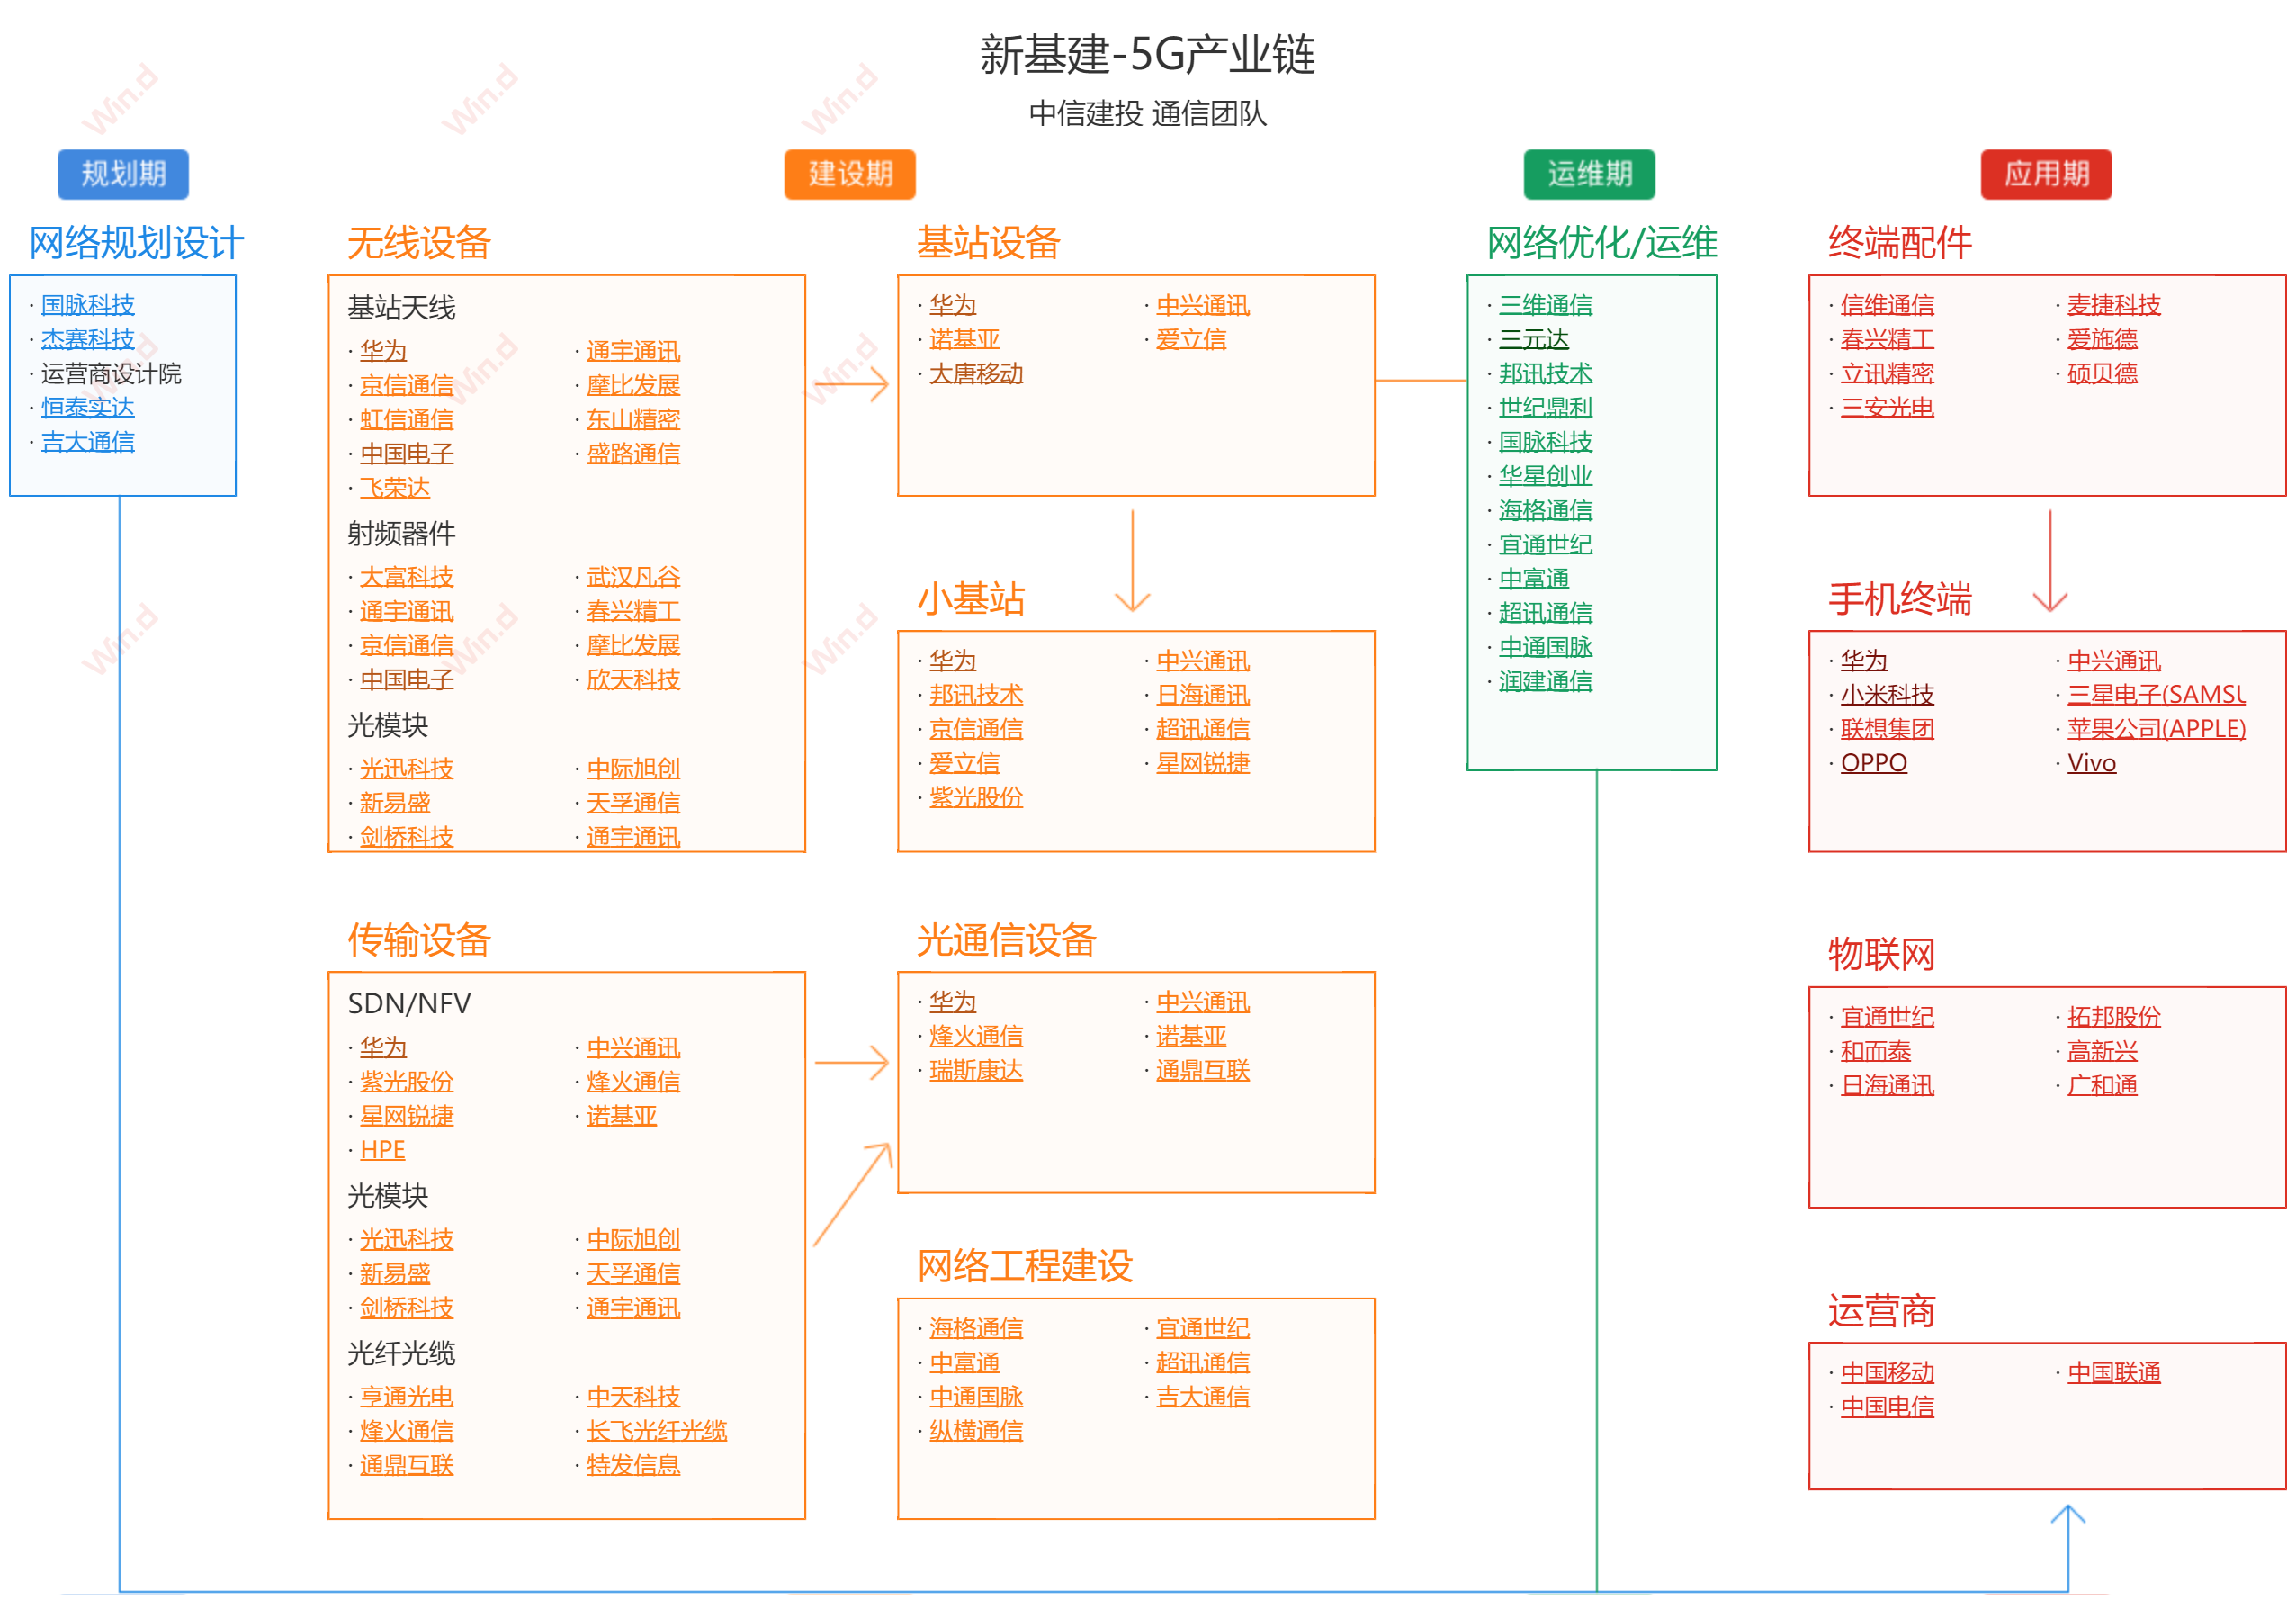 新基建-5G产业链
中信建投 通信团队
规划期
建设期
运维期
应用期
网络规划设计
· 国脉科技
· 杰赛科技
· 运营商设计院
· 恒泰实达
· 吉大通信
无线设备
基站天线
· 华为 · 通宇通讯
· 京信通信 · 摩比发展
· 虹信通信 · 东山精密
· 中国电子 · 盛路通信
· 飞荣达
射频器件
· 大富科技 · 武汉凡谷
· 通宇通讯 · 春兴精工
· 京信通信 · 摩比发展
· 中国电子 · 欣天科技
光模块
· 光迅科技 · 中际旭创
· 新易盛 · 天孚通信
· 剑桥科技 · 通宇通讯
传输设备
SDN/NFV
· 华为 · 中兴通讯
· 紫光股份 · 烽火通信
· 星网锐捷 · 诺基亚
· HPE
光模块
· 光迅科技 · 中际旭创
· 新易盛 · 天孚通信
· 剑桥科技 · 通宇通讯
光纤光缆
· 亨通光电 · 中天科技
· 烽火通信 · 长飞光纤光缆
· 通鼎互联 · 特发信息
基站设备
· 华为 · 中兴通讯
· 诺基亚 · 爱立信
· 大唐移动
小基站
· 华为 · 中兴通讯
· 邦讯技术 · 日海通讯
· 京信通信 · 超讯通信
· 爱立信 · 星网锐捷
· 紫光股份
光通信设备
· 华为 · 中兴通讯
· 烽火通信 · 诺基亚
· 瑞斯康达 · 通鼎互联
网络工程建设
· 海格通信 · 宜通世纪
· 中富通 · 超讯通信
· 中通国脉 · 吉大通信
· 纵横通信
网络优化/运维
· 三维通信
· 三元达
· 邦讯技术
· 世纪鼎利
· 国脉科技
· 华星创业
· 海格通信
· 宜通世纪
· 中富通
· 超讯通信
· 中通国脉
· 润建通信
终端配件
· 信维通信 · 麦捷科技
· 春兴精工 · 爱施德
· 立讯精密 · 硕贝德
· 三安光电
手机终端
· 华为 · 中兴通讯
· 小米科技 · 三星电子(SAMSU
· 联想集团 · 苹果公司(APPLE)
· OPPO · Vivo
物联网
· 宜通世纪 · 拓邦股份
· 和而泰 · 高新兴
· 日海通讯 · 广和通
运营商
· 中国移动 · 中国联通
· 中国电信
Win.d
Win.d
Win.d
Win.d
Win.d
Win.d
Win.d
Win.d
Win.d